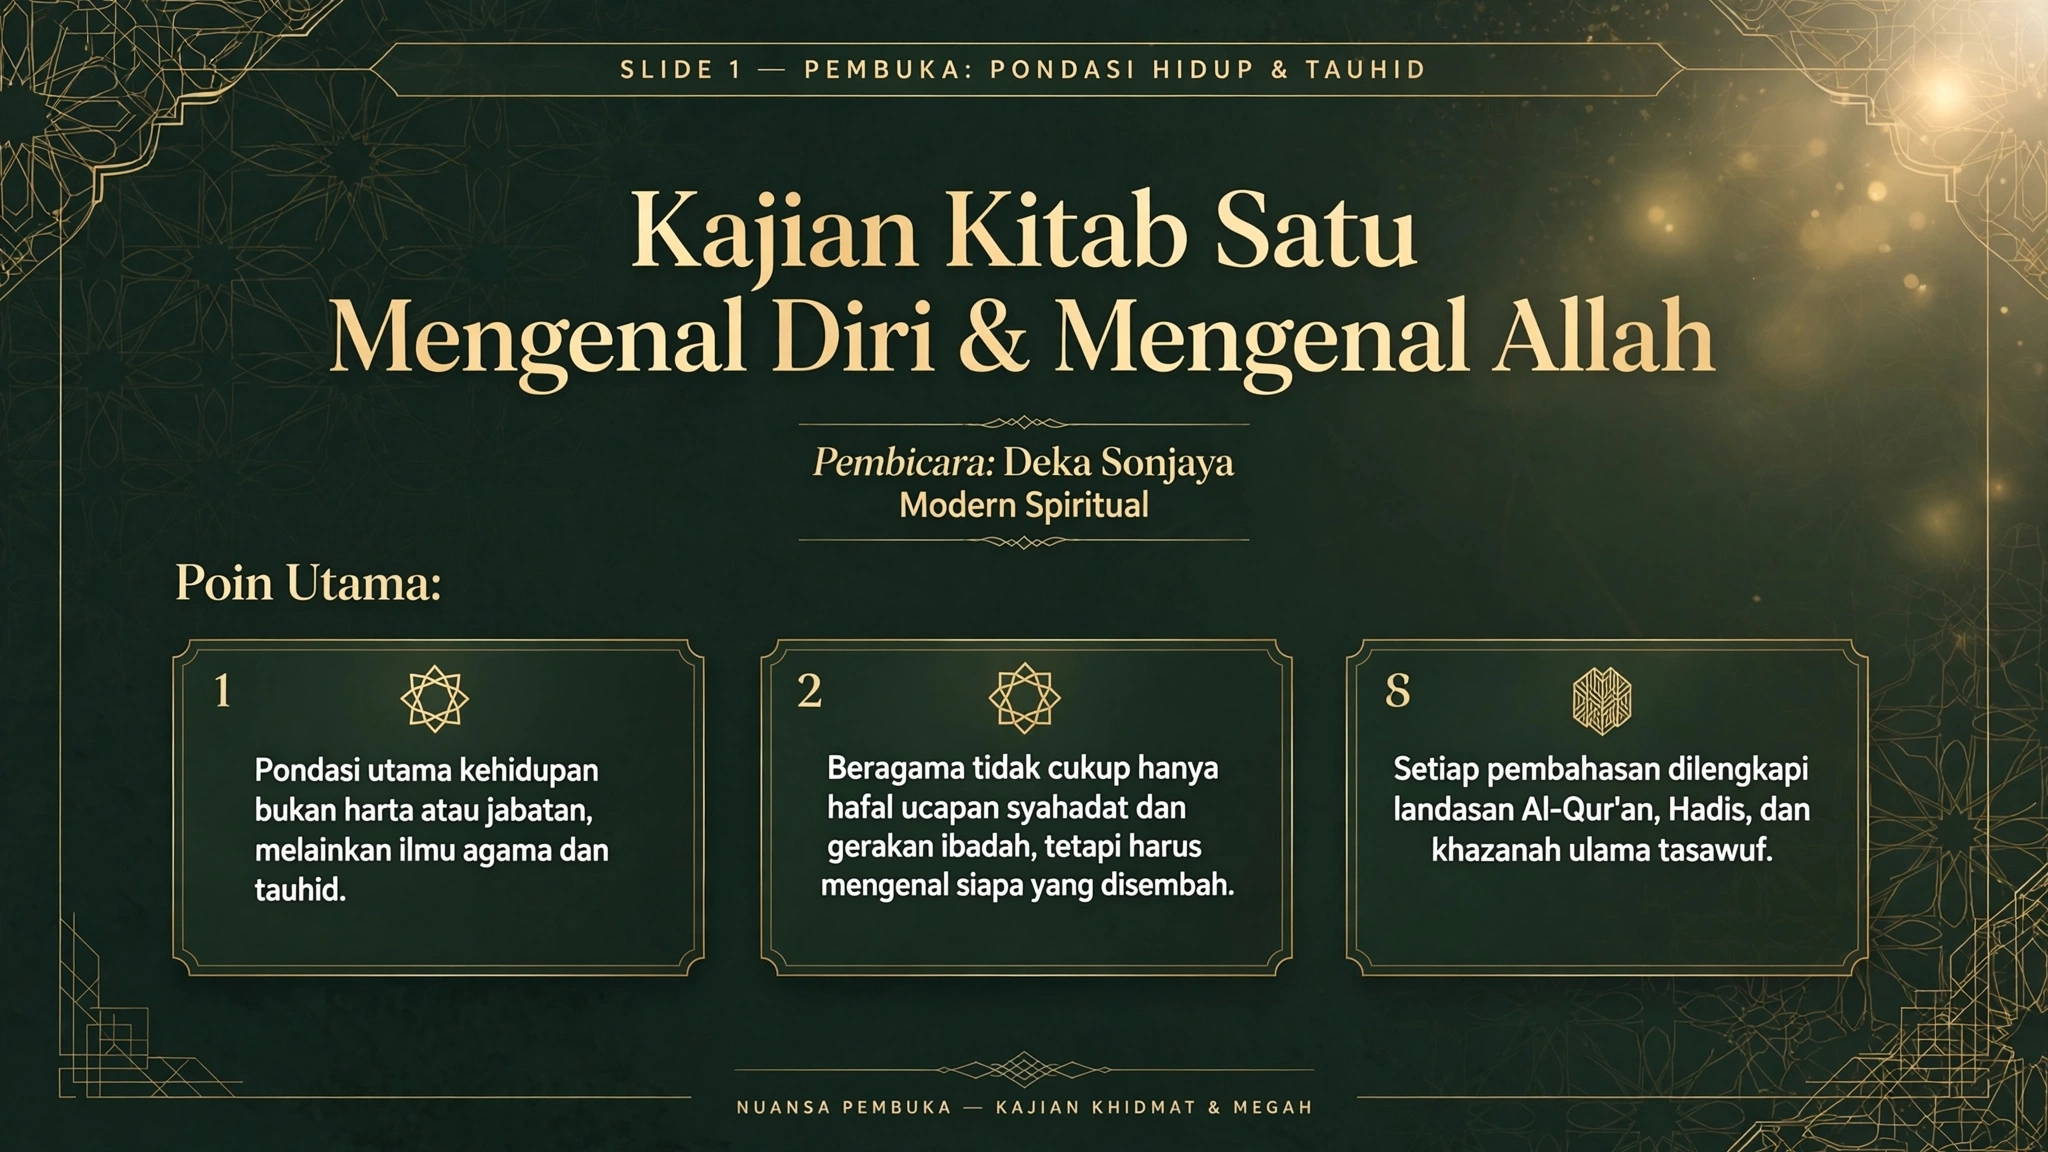 SLIDE 1 — PEMBUKA: PONDASI HIDUP & TAUHID
Kajian Kitab Satu
Mengenal Diri & Mengenal Allah
Pembicara: Deka Sonjaya
Modern Spiritual
Poin Utama:
1
Pondasi utama kehidupan
bukan harta atau jabatan,
melainkan ilmu agama dan
tauhid.
2
Beragama tidak cukup hanya
hafal ucapan syahadat dan
gerakan ibadah, tetapi harus
mengenal siapa yang disembah.
8
Setiap pembahasan dilengkapi
landasan Al-Qur'an, Hadis, dan
khazanah ulama tasawuf.
NUANSA PEMBUKA — KAJIAN KHIDMAT & MEGAH